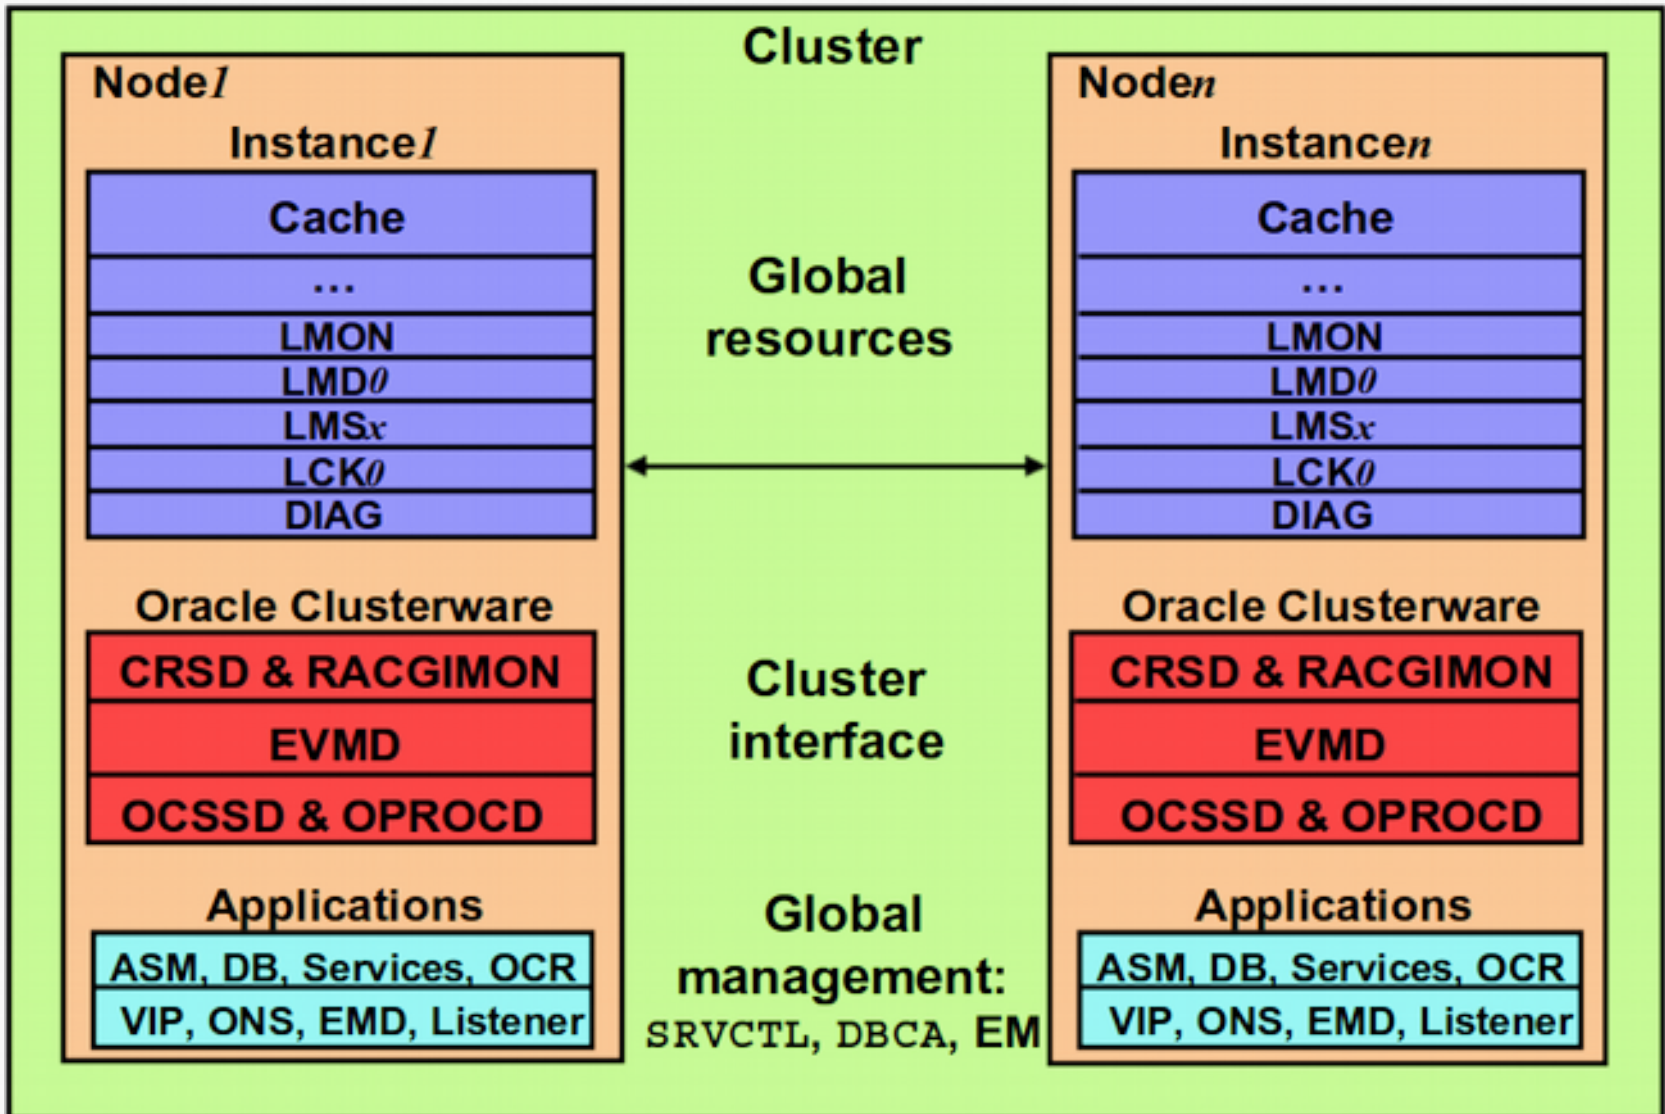 Cluster
Node1
Instance1
Cache
...
LMON
LMD0
LMSx
LCK0
DIAG
Oracle Clusterware
CRSD & RACGIMON
EVMD
OCSSD & OPROCD
Applications
ASM, DB, Services, OCR
VIP, ONS, EMD, Listener
Global
resources
Cluster
interface
Global
management:
SRVCTL, DBCA, EM
Noden
Instancen
Cache
...
LMON
LMD0
LMSx
LCK0
DIAG
Oracle Clusterware
CRSD & RACGIMON
EVMD
OCSSD & OPROCD
Applications
ASM, DB, Services, OCR
VIP, ONS, EMD, Listener